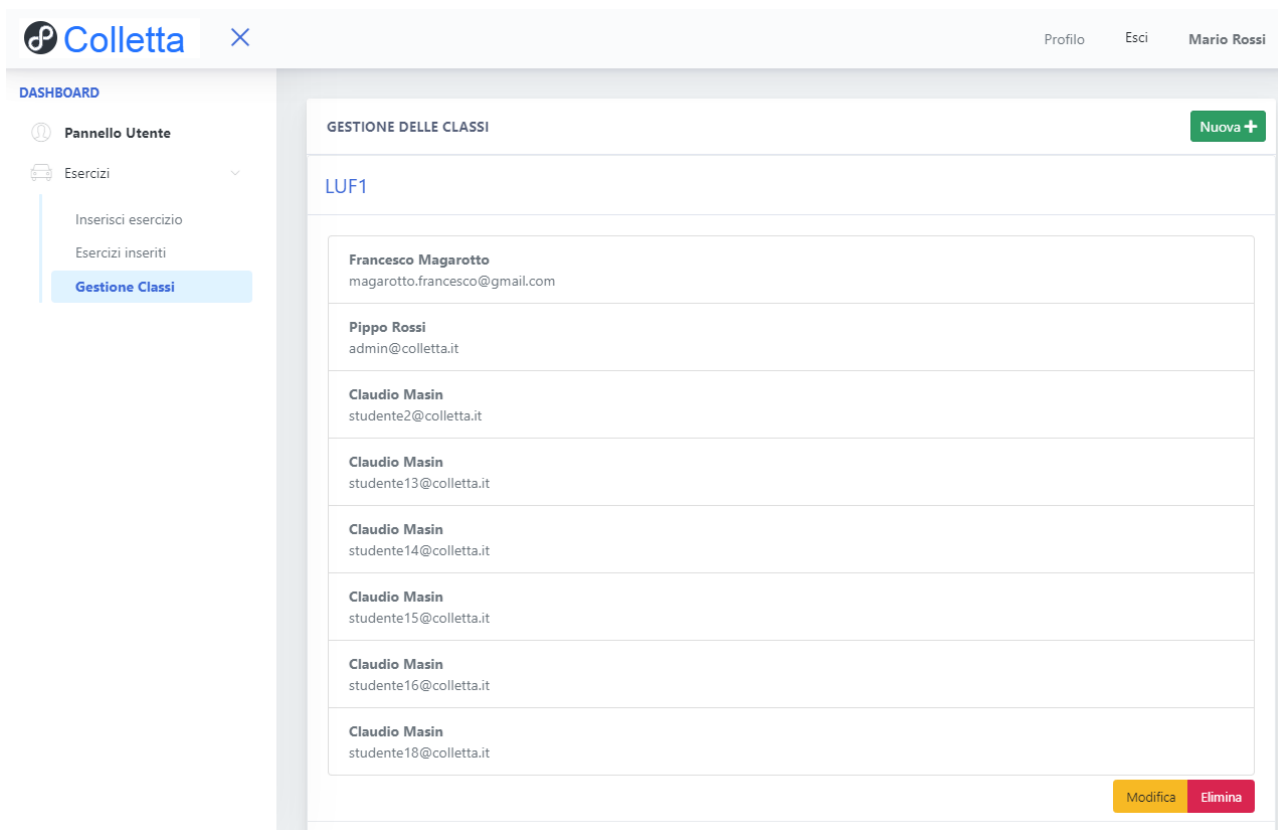 Colletta
Profilo Esci Mario Rossi
DASHBOARD
Pannello Utente
Esercizi
Inserisci esercizio
Esercizi inseriti
Gestione Classi
GESTIONE DELLE CLASSI
Nuova
LUF1
Francesco Magarotto
magarotto.francesco@gmail.com
Pippo Rossi
admin@colletta.it
Claudio Masin
studente2@colletta.it
Claudio Masin
studente13@colletta.it
Claudio Masin
studente14@colletta.it
Claudio Masin
studente15@colletta.it
Claudio Masin
studente16@colletta.it
Claudio Masin
studente18@colletta.it
Modifica Elimina